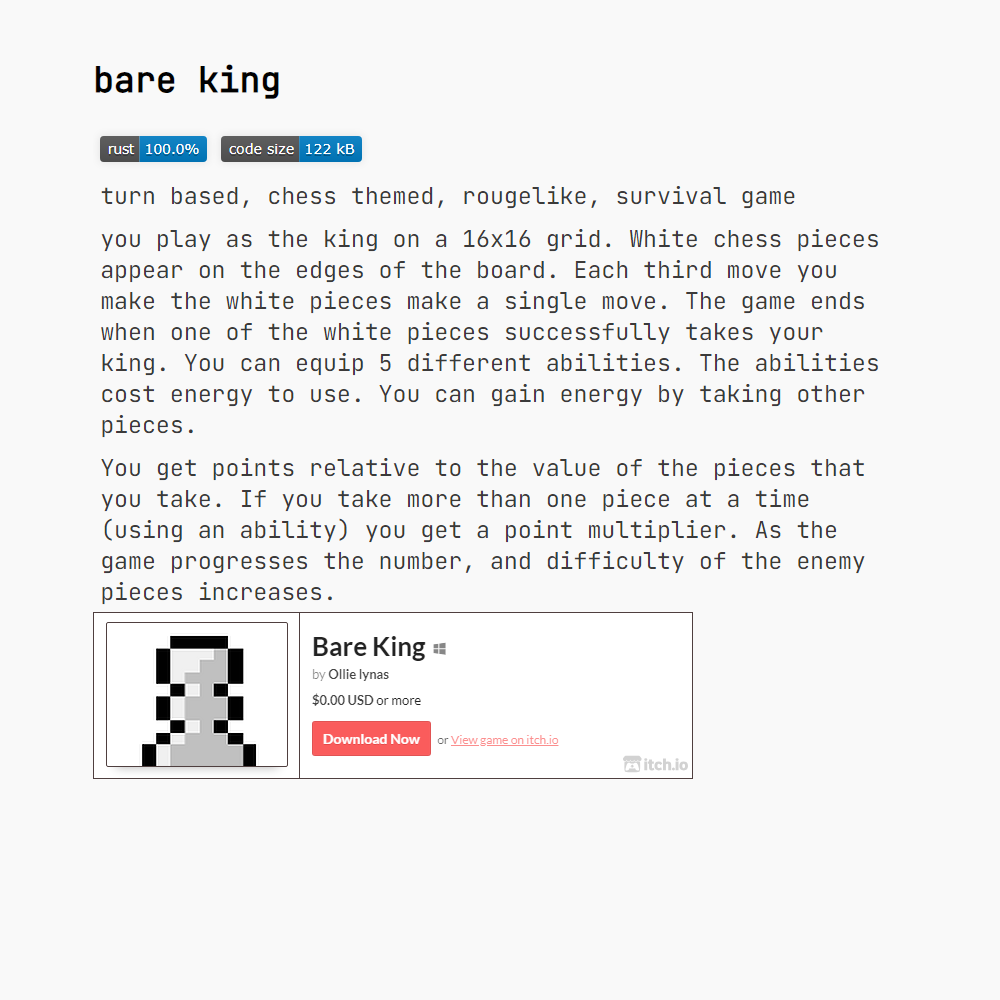 bare king
rust 100.0% code size 122 kB
turn based, chess themed, rougelike, survival game
you play as the king on a 16x16 grid. White chess pieces
appear on the edges of the board. Each third move you
make the white pieces make a single move. The game ends
when one of the white pieces successfully takes your
king. You can equip 5 different abilities. The abilities
cost energy to use. You can gain energy by taking other
pieces.
You get points relative to the value of the pieces that
you take. If you take more than one piece at a time
(using an ability) you get a point multiplier. As the
game progresses the number, and difficulty of the enemy
pieces increases.
Bare King
by Ollie lynas
$0.00 USD or more
Download Now or View game on itch.io
itch.io